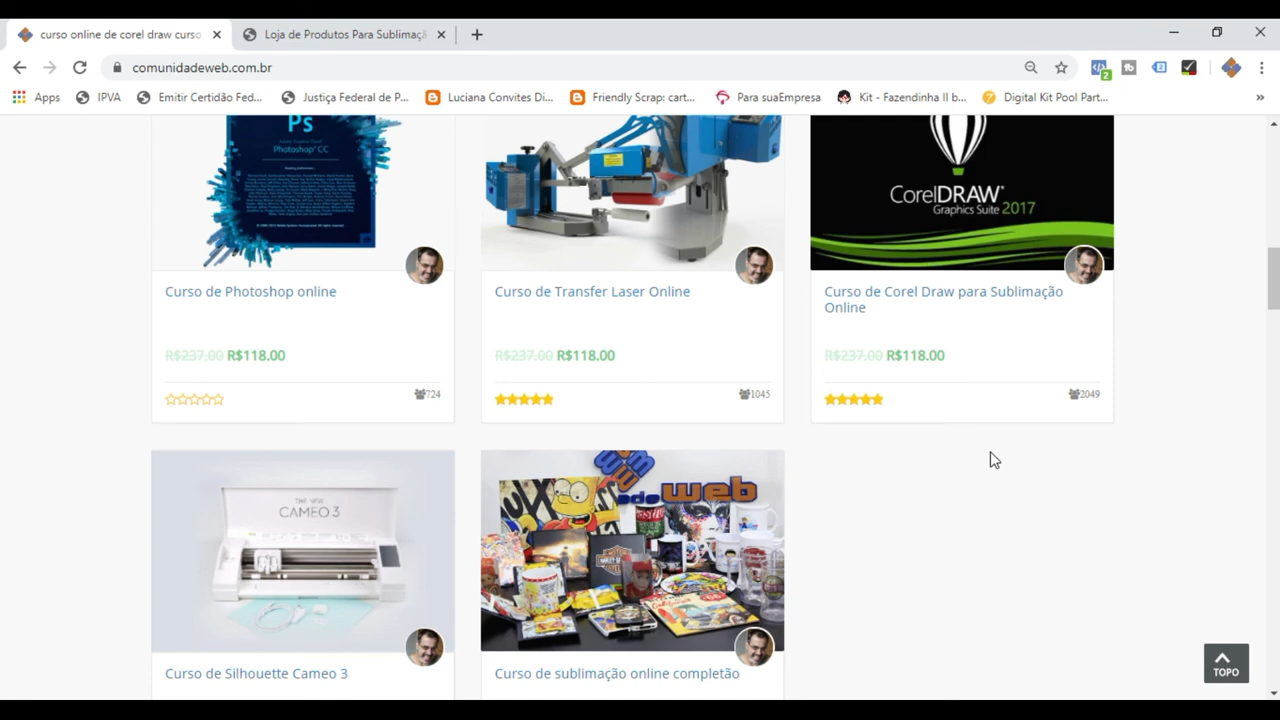 curso online de corel draw curso
Loja de Produtos Para Sublimaçã
comunidadeweb.com.br
2
Apps
IPVA
Emitir Certidão Fed...
Justiça Federal de P...
Luciana Convites Di...
Friendly Scrap: cart...
Para suaEmpresa
Kit - Fazendinha II b...
Digital Kit Pool Part...
»
Ps
Photoshop CC
CorelDRAW®
Graphics Suite 2017
Curso de Photoshop online
Curso de Transfer Laser Online
Curso de Corel Draw para Sublimação
Online
R$237.00 R$118.00
R$237.00 R$118.00
R$237.00 R$118.00
724
1045
2049
THE NEW
CAMEO 3
web
TOPO
Curso de Silhouette Cameo 3
Curso de sublimação online completão